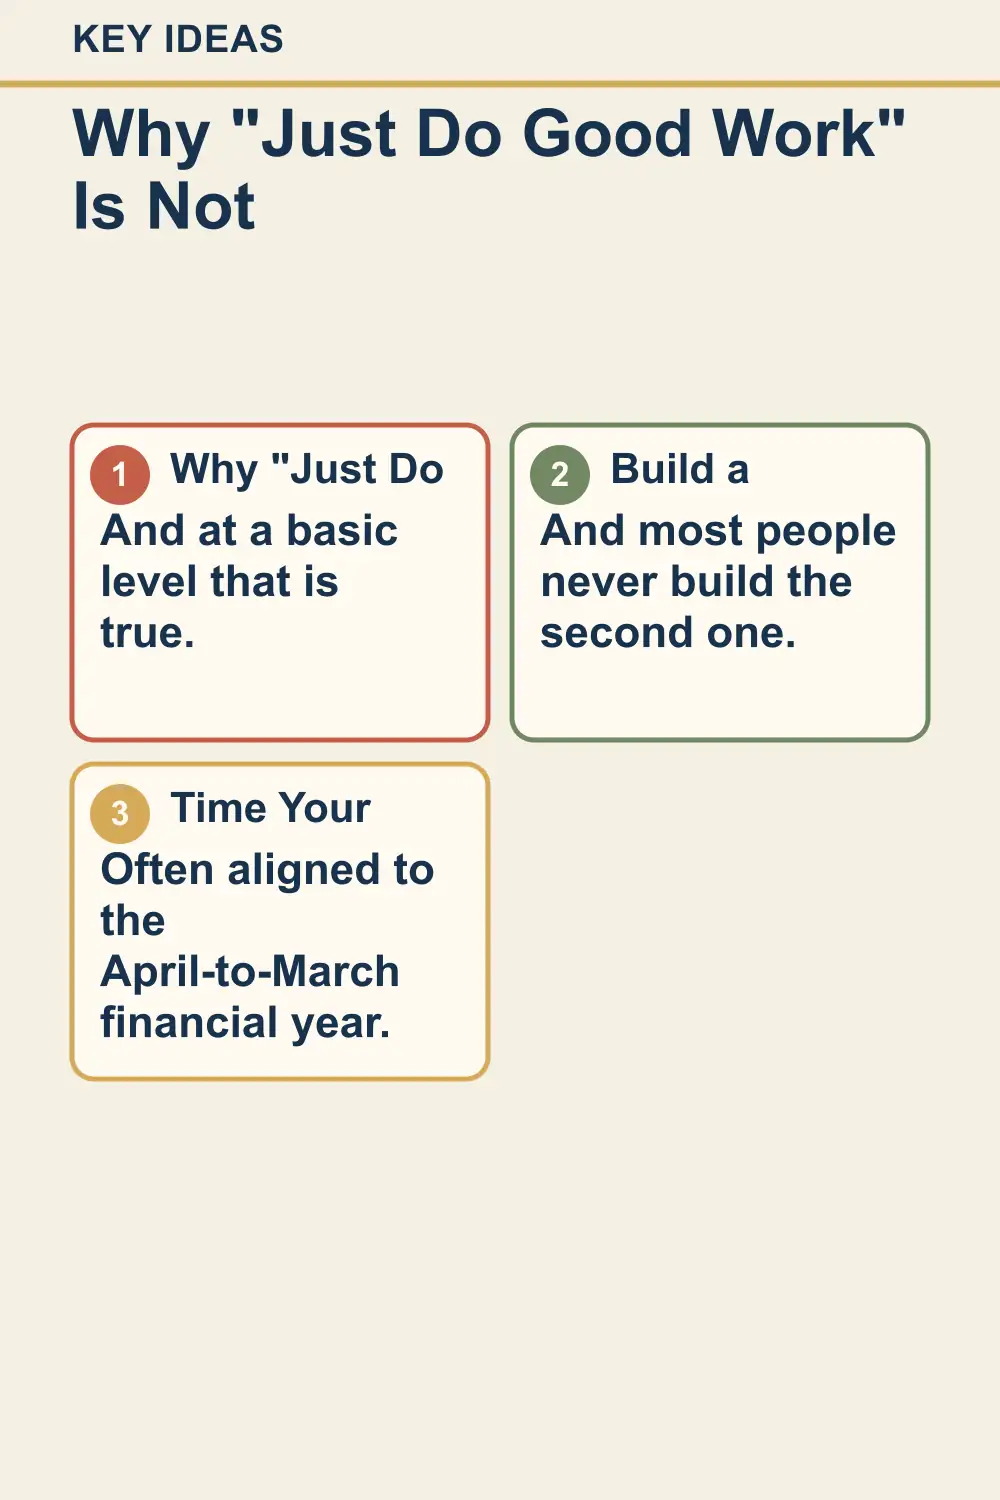 KEY IDEAS
Why "Just Do Good Work"
Is Not
1 Why "Just Do
And at a basic
level that is
true.
2 Build a
And most people
never build the
second one.
3 Time Your
Often aligned to
the
April-to-March
financial year.